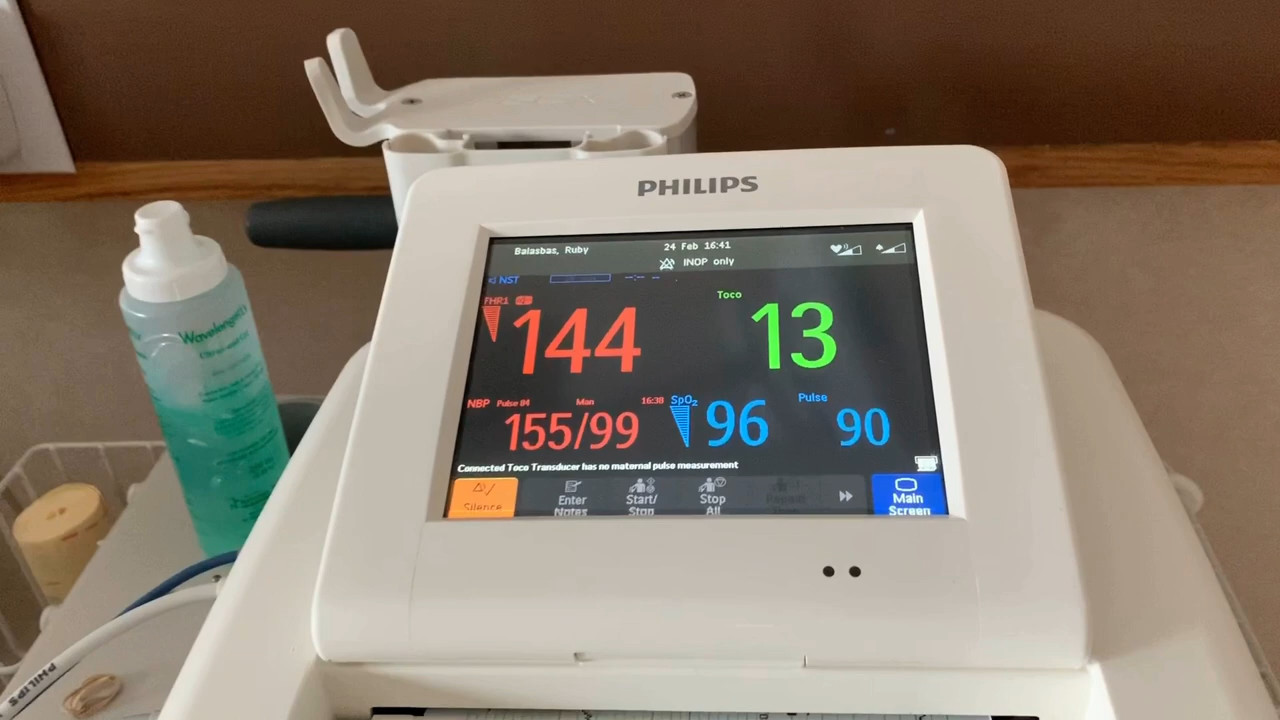 PHILIPS
Balasbas, Ruby
24 Feb 16:41
INOP only
NST
FHR1
144
Toco
13
NBP Pulse 84 Man 16:38
155/99
SpO₂
96
Pulse
90
Connected Toco Transducer has no maternal pulse measurement
Silence
Enter
Notes
Start/
Stop
Stop
All
Main
Screen
Wavelength
PHILIPS